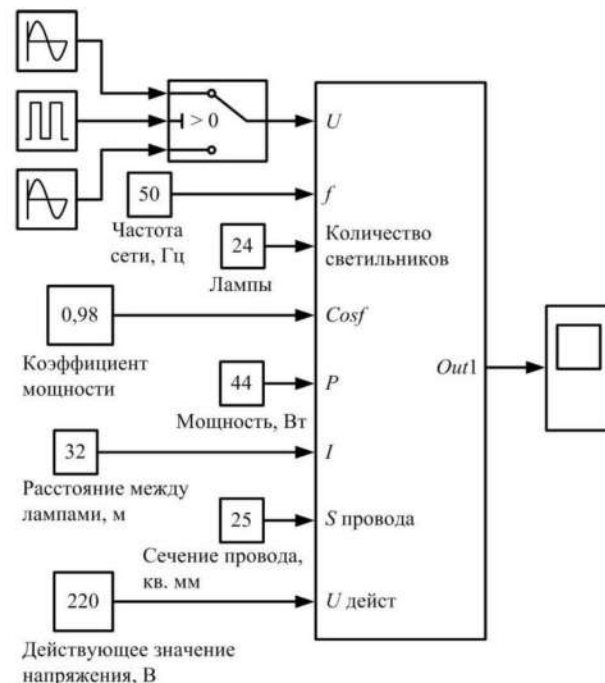 > 0
U
50
f
Частота
сети, Гц
24
Количество
светильников
Лампы
0,98
Cosf
Коэффициент
мощности
Out1
44
P
Мощность, Вт
32
I
Расстояние между
лампами, м
25
S провода
Сечение провода,
кв. мм
220
U дейст
Действующее значение
напряжения, В